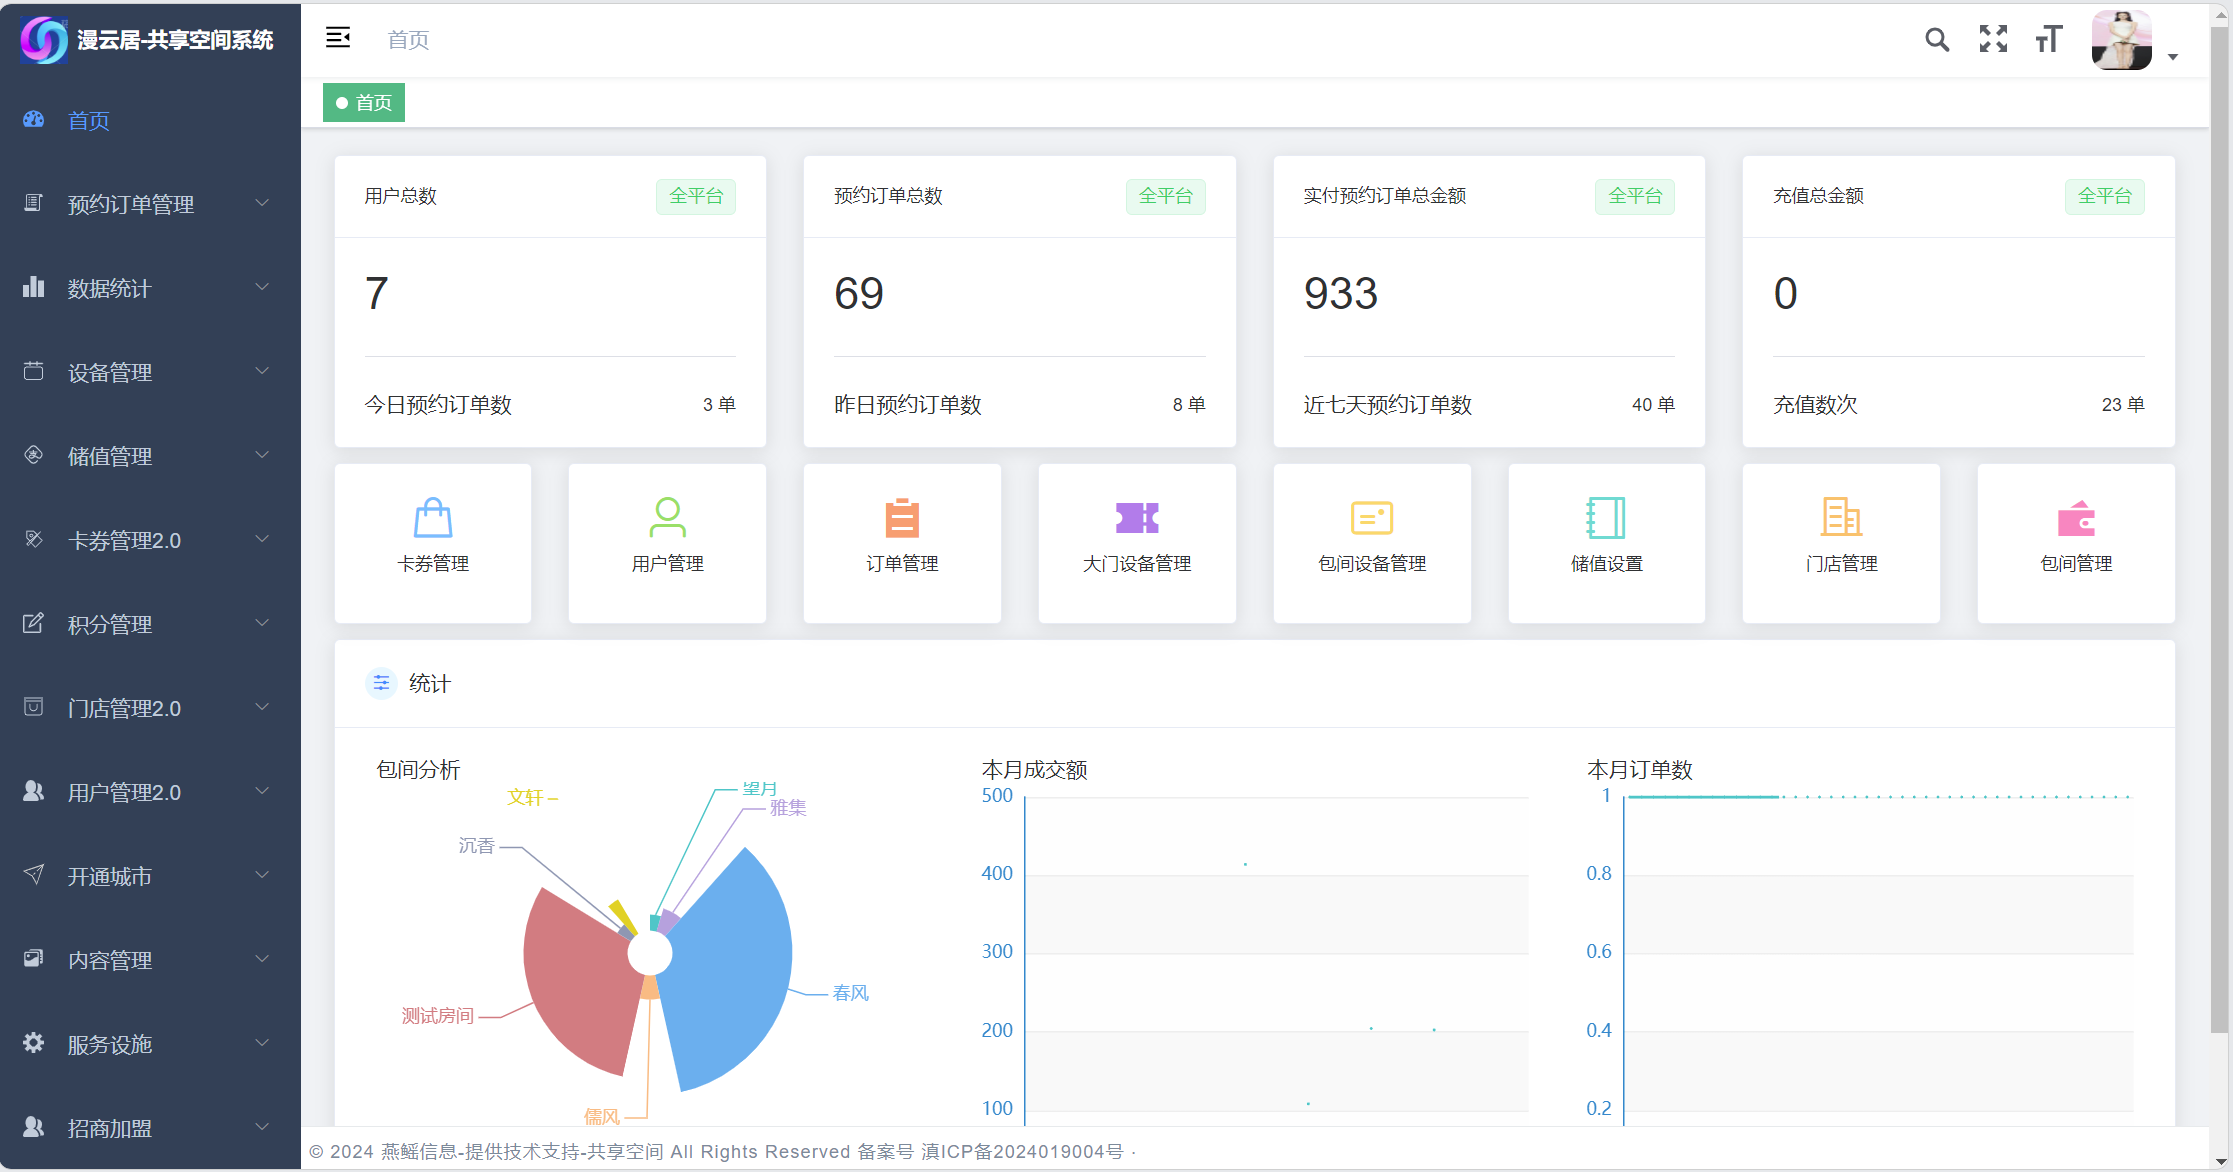 漫云居-共享空间系统
首页
首页
首页
预约订单管理
数据统计
设备管理
储值管理
卡券管理2.0
积分管理
门店管理2.0
用户管理2.0
开通城市
内容管理
服务设施
招商加盟
用户总数 全平台
7
今日预约订单数 3 单
预约订单总数 全平台
69
昨日预约订单数 8 单
实付预约订单总金额 全平台
933
近七天预约订单数 40 单
充值总金额 全平台
0
充值数次 23 单
卡券管理
用户管理
订单管理
大门设备管理
包间设备管理
储值设置
门店管理
包间管理
统计
包间分析
望月
雅集
文轩
沉香
春风
测试房间
儒风
本月成交额
500
400
300
200
100
本月订单数
1
0.8
0.6
0.4
0.2
© 2024 燕鳐信息-提供技术支持-共享空间 All Rights Reserved 备案号 滇ICP备2024019004号 ·